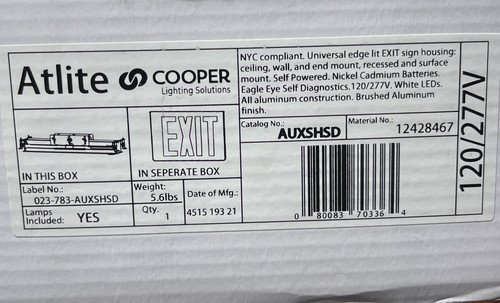 Atlite COOPER
Lighting Solutions
NYC compliant. Universal edge lit EXIT sign housing:
ceiling, wall, and end mount, recessed and surface
mount. Self Powered. Nickel Cadmium Batteries.
Eagle Eye Self Diagnostics.120/277V. White LEDs.
All aluminum construction. Brushed Aluminum
finish.
Catalog No.: AUXSHSD
Material No.: 12428467
120/277V
EXIT
IN THIS BOX
IN SEPERATE BOX
Label No.:
023-783-AUXSHSD
Weight:
5.6lbs
Date of Mfg.:
4515 193 21
Lamps
Included: YES
Qty.
1
0 80083 70336 4